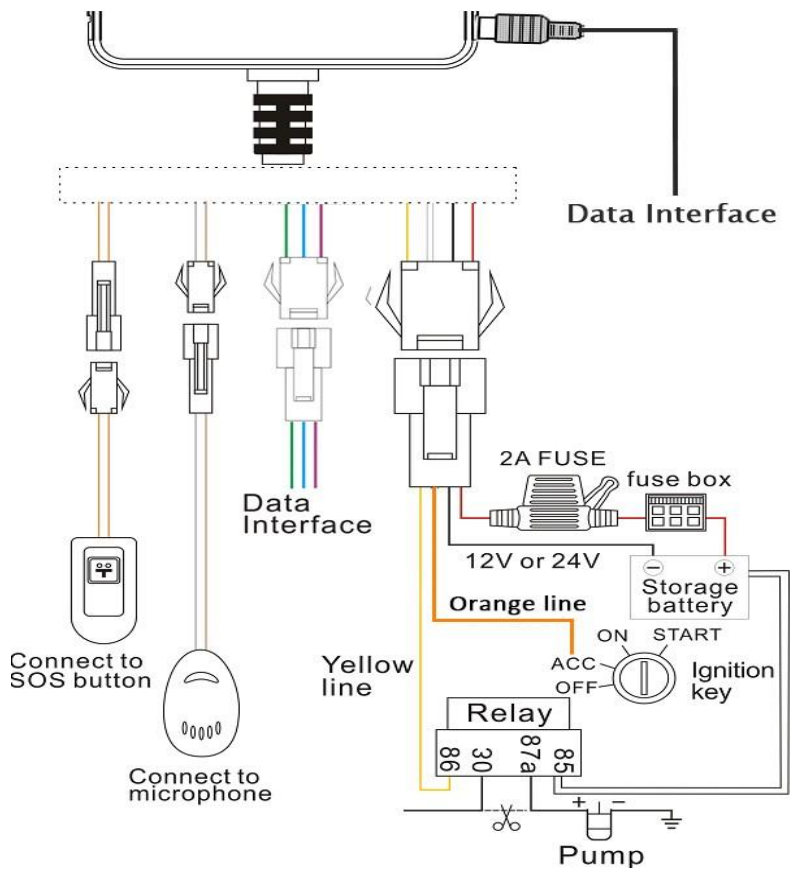 Data Interface
2A FUSE
fuse box
Data
Interface
12V or 24V
Storage
battery
Orange line
ON START
ACC
OFF
Ignition
key
Connect to
SOS button
Yellow
line
Relay
86 30 87a 85
Connect to
microphone
+ −
Pump